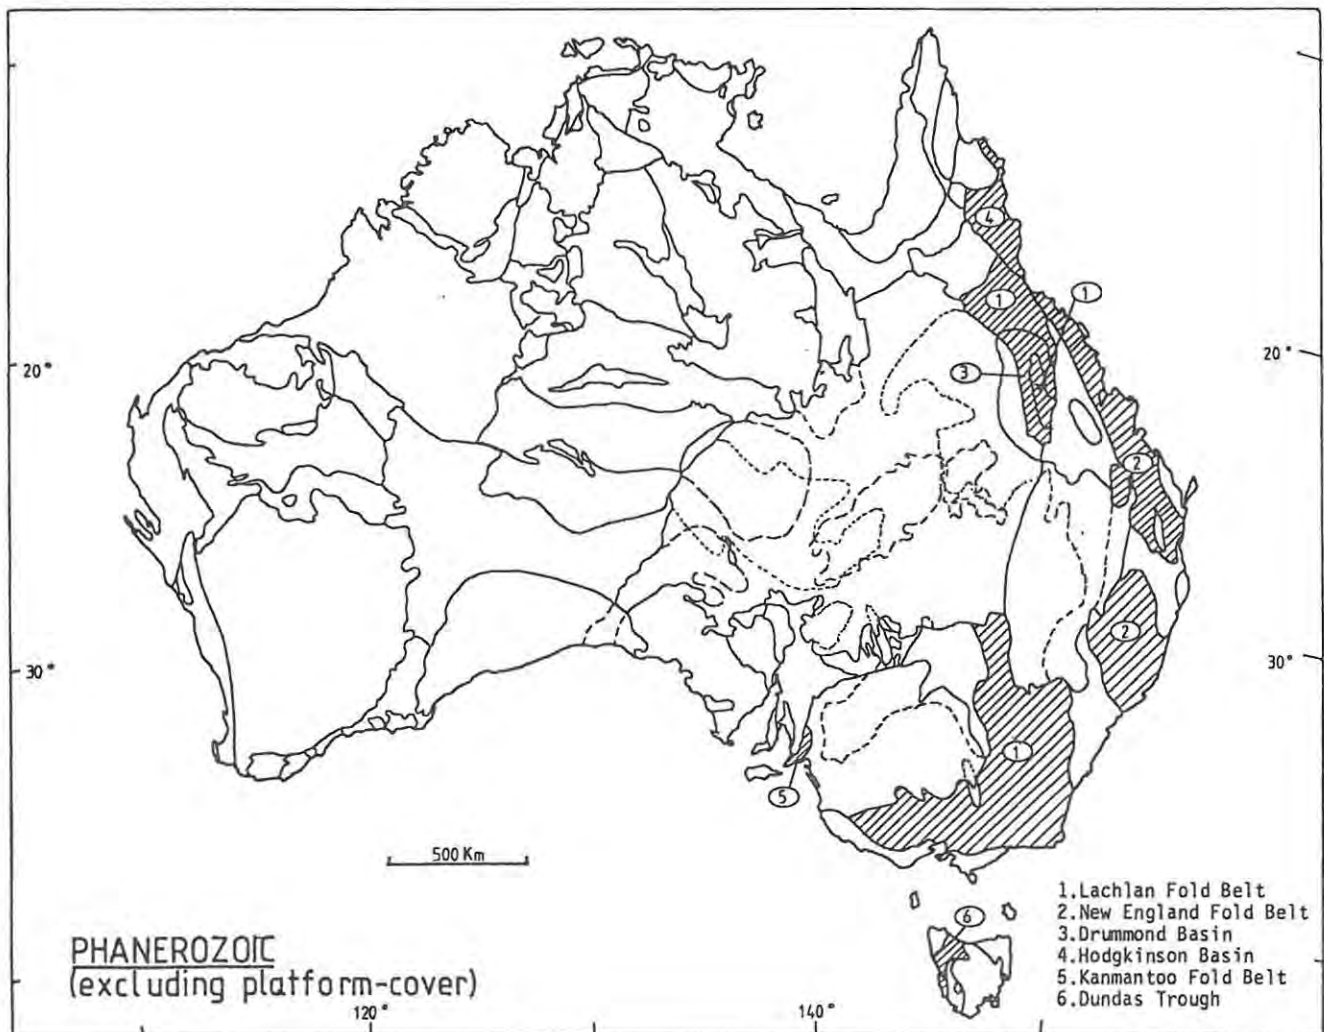 4
1
1
20°
20°
3
2
2
30°
30°
1
5
500 Km
1.Lachlan Fold Belt
2.New England Fold Belt
3.Drummond Basin
4.Hodgkinson Basin
5.Kanmantoo Fold Belt
6.Dundas Trough
6
PHANEROZOIC
(excluding platform-cover)
120°
140°